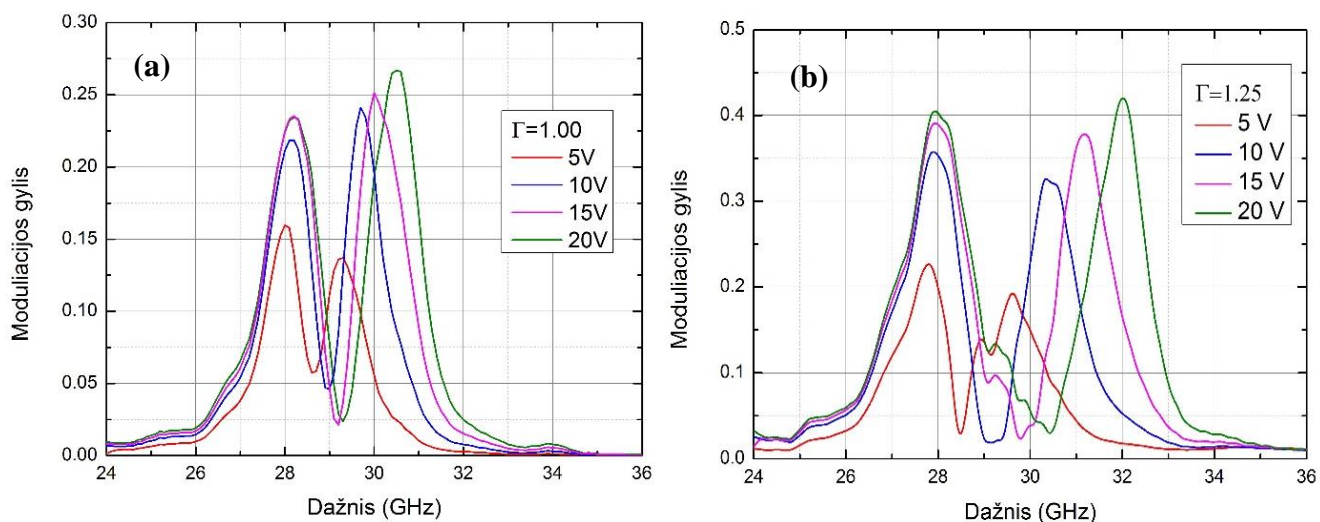 (a)
Moduliacijos gylis
0.30
0.25
0.20
0.15
0.10
0.05
0.00
24 26 28 30 32 34 36
Dažnis (GHz)
Γ=1.00
5V
10V
15V
20V
(b)
Moduliacijos gylis
0.5
0.4
0.3
0.2
0.1
0.0
24 26 28 30 32 34 36
Dažnis (GHz)
Γ=1.25
5 V
10 V
15 V
20 V